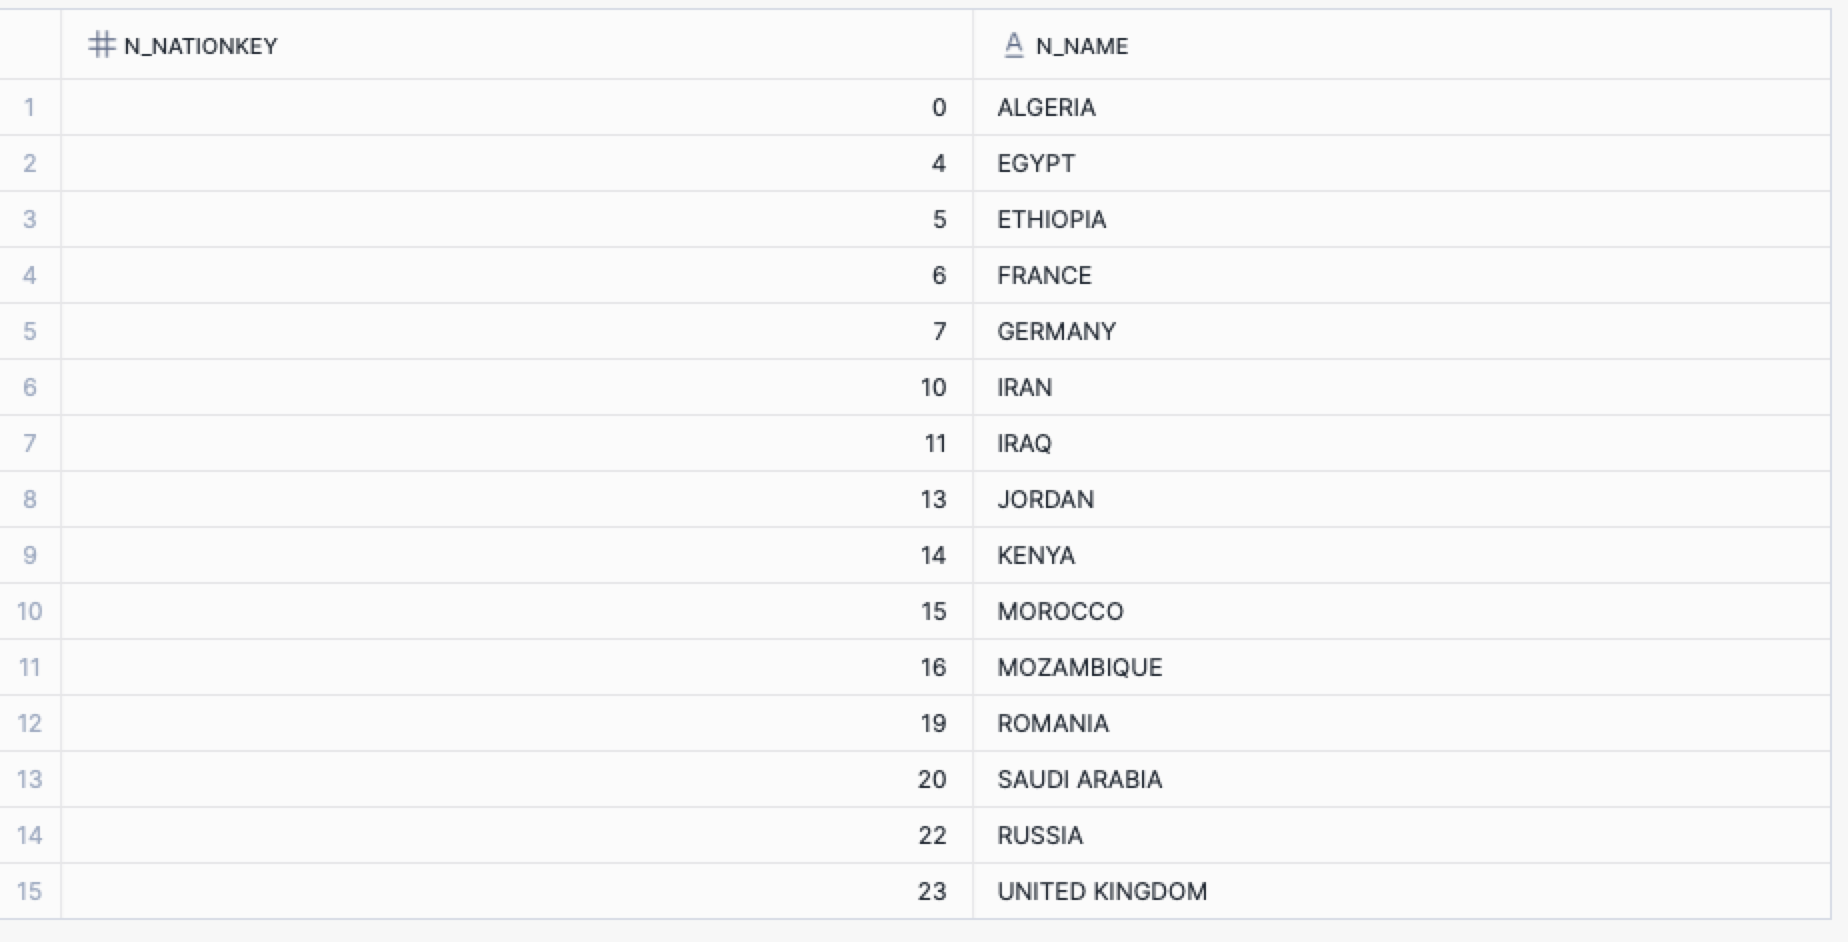 N_NATIONKEY N_NAME
1 0 ALGERIA
2 4 EGYPT
3 5 ETHIOPIA
4 6 FRANCE
5 7 GERMANY
6 10 IRAN
7 11 IRAQ
8 13 JORDAN
9 14 KENYA
10 15 MOROCCO
11 16 MOZAMBIQUE
12 19 ROMANIA
13 20 SAUDI ARABIA
14 22 RUSSIA
15 23 UNITED KINGDOM